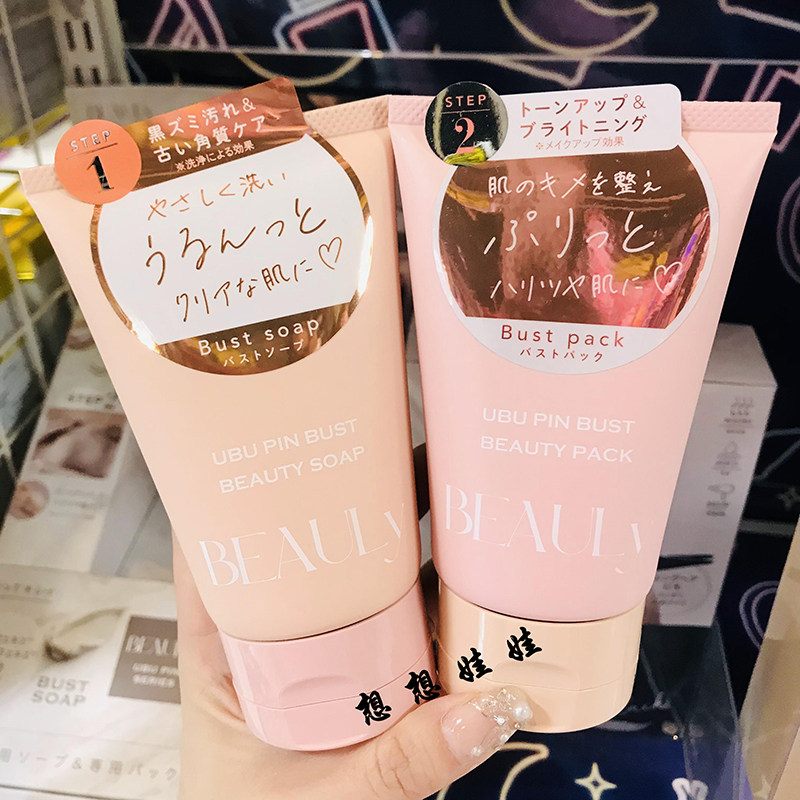 STEP
1
黒ズミ汚れ&
古い角質ケア
※洗浄による効果
やさしく洗い
うるんっと
クリアな肌に♡
Bust soap
バストソープ
UBU PIN BUST
BEAUTY SOAP
BEAULy
STEP
2
トーンアップ&
ブライトニング
※メイクアップ効果
肌のキメを整え
ぷりっと
ハリツヤ肌に♡
Bust pack
バストパック
UBU PIN BUST
BEAUTY PACK
BEAULy
想想娃娃
STEP
BUST
SOAP
UBU PIN
SERIES